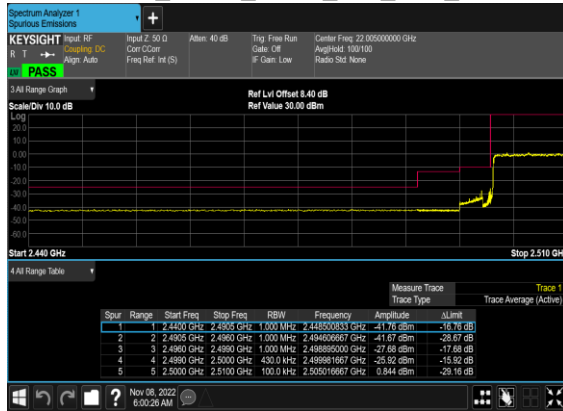 Spectrum Analyzer 1
Spurious Emissions
KEYSIGHT Input: RF Input Z: 50 Ω Atten: 40 dB Trig: Free Run Center Freq: 22.005000000 GHz
R T Coupling: DC Corr CCorr Gate: Off Avg|Hold: 100/100
Align: Auto Freq Ref: Int (S) IF Gain: Low Radio Std: None
PASS
3 All Range Graph Ref Lvl Offset 8.40 dB
Scale/Div 10.0 dB Ref Value 30.00 dBm
Log
20.0
10.0
0.00
-10.0
-20.0
-30.0
-40.0
-50.0
-60.0
Start 2.440 GHz Stop 2.510 GH
4 All Range Table
Measure Trace Trace 1
Trace Type Trace Average (Active)
Spur Range Start Freq Stop Freq RBW Frequency Amplitude ΔLimit
1 1 2.4400 GHz 2.4905 GHz 1.000 MHz 2.448500833 GHz -41.76 dBm -16.76 dB
2 2 2.4905 GHz 2.4960 GHz 1.000 MHz 2.494606667 GHz -41.67 dBm -28.67 dB
3 3 2.4960 GHz 2.4990 GHz 1.000 MHz 2.498895000 GHz -27.68 dBm -17.68 dB
4 4 2.4990 GHz 2.5000 GHz 430.0 kHz 2.499981667 GHz -25.92 dBm -15.92 dB
5 5 2.5000 GHz 2.5100 GHz 100.0 kHz 2.505016667 GHz 0.844 dBm -29.16 dB
Nov 08, 2022
6:00:26 AM